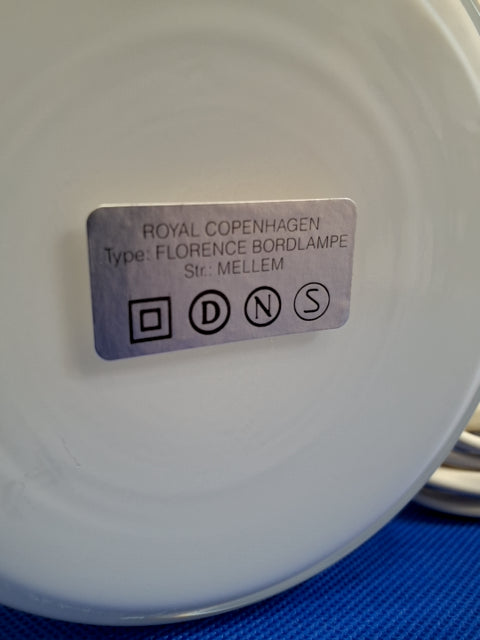 ROYAL COPENHAGEN
Type: FLORENCE BORDLAMPE
Str.: MELLEM
D N S